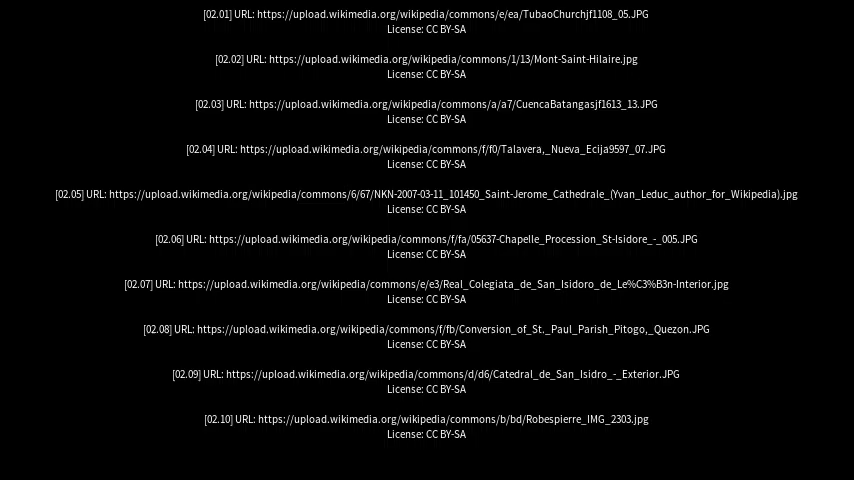 [02.01] URL: https://upload.wikimedia.org/wikipedia/commons/e/ea/TubaoChurchjf1108_05.JPG
License: CC BY-SA
[02.02] URL: https://upload.wikimedia.org/wikipedia/commons/1/13/Mont-Saint-Hilaire.jpg
License: CC BY-SA
[02.03] URL: https://upload.wikimedia.org/wikipedia/commons/a/a7/CuencaBatangasjf1613_13.JPG
License: CC BY-SA
[02.04] URL: https://upload.wikimedia.org/wikipedia/commons/f/f0/Talavera,_Nueva_Ecija9597_07.JPG
License: CC BY-SA
[02.05] URL: https://upload.wikimedia.org/wikipedia/commons/6/67/NKN-2007-03-11_101450_Saint-Jerome_Cathedrale_(Yvan_Leduc_author_for_Wikipedia).jpg
License: CC BY-SA
[02.06] URL: https://upload.wikimedia.org/wikipedia/commons/f/fa/05637-Chapelle_Procession_St-Isidore_-_005.JPG
License: CC BY-SA
[02.07] URL: https://upload.wikimedia.org/wikipedia/commons/e/e3/Real_Colegiata_de_San_Isidoro_de_Le%C3%B3n-Interior.jpg
License: CC BY-SA
[02.08] URL: https://upload.wikimedia.org/wikipedia/commons/f/fb/Conversion_of_St._Paul_Parish_Pitogo,_Quezon.JPG
License: CC BY-SA
[02.09] URL: https://upload.wikimedia.org/wikipedia/commons/d/d6/Catedral_de_San_Isidro_-_Exterior.JPG
License: CC BY-SA
[02.10] URL: https://upload.wikimedia.org/wikipedia/commons/b/bd/Robespierre_IMG_2303.jpg
License: CC BY-SA